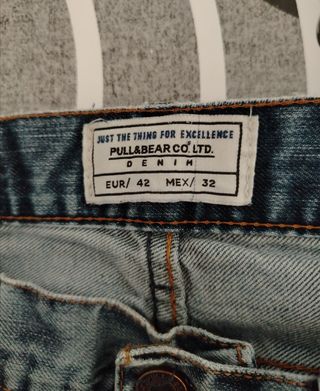 JUST THE THING FOR EXCELLENCE
PULL&BEAR CO. LTD.
DENIM
EUR/ 42 MEX/ 32